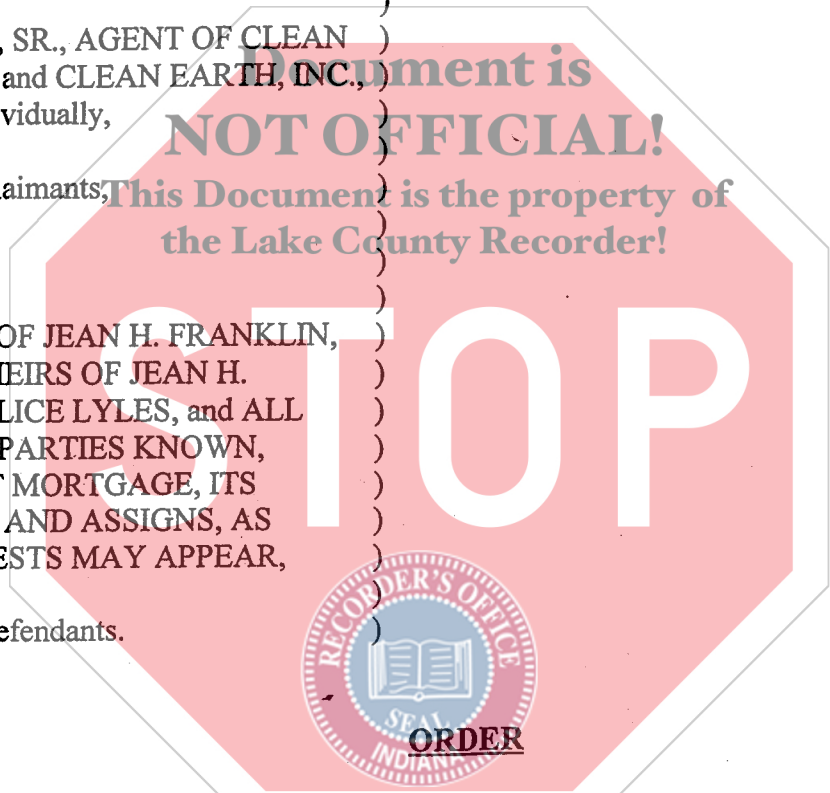 , SR., AGENT OF CLEAN )
and CLEAN EARTH, INC., )
vidually, )
)
aimants, )
)
)
)
OF JEAN H. FRANKLIN, )
EIRS OF JEAN H. )
LICE LYLES, and ALL )
PARTIES KNOWN, )
T MORTGAGE, ITS )
AND ASSIGNS, AS )
ESTS MAY APPEAR, )
)
efendants. )
ORDER
Document is
NOT OFFICIAL!
This Document is the property of
the Lake County Recorder!
STOP
RECORDER'S OFFICE
SEAL
INDIANA